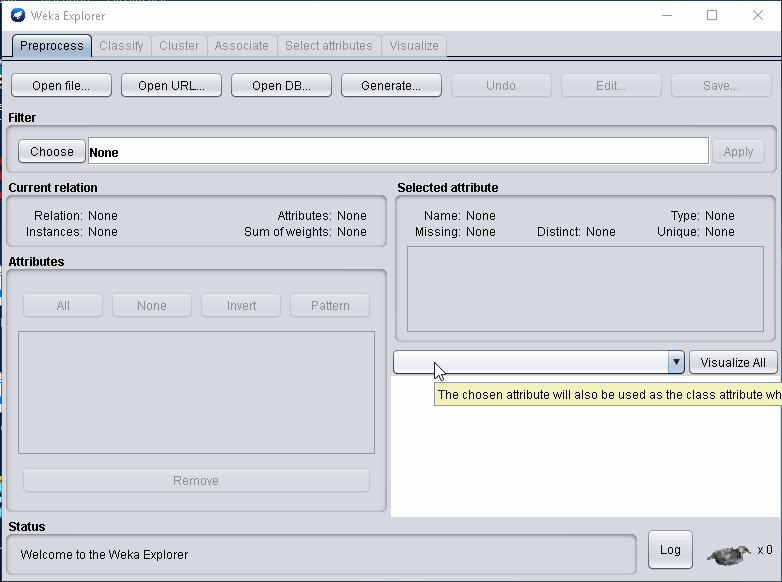 Weka Explorer
Preprocess Classify Cluster Associate Select attributes Visualize
Open file... Open URL... Open DB... Generate... Undo Edit... Save...
Filter
Choose None Apply
Current relation
Relation: None Attributes: None
Instances: None Sum of weights: None
Selected attribute
Name: None Type: None
Missing: None Distinct: None Unique: None
Attributes
All None Invert Pattern
Remove
Visualize All
The chosen attribute will also be used as the class attribute wh
Status
Welcome to the Weka Explorer
Log x 0